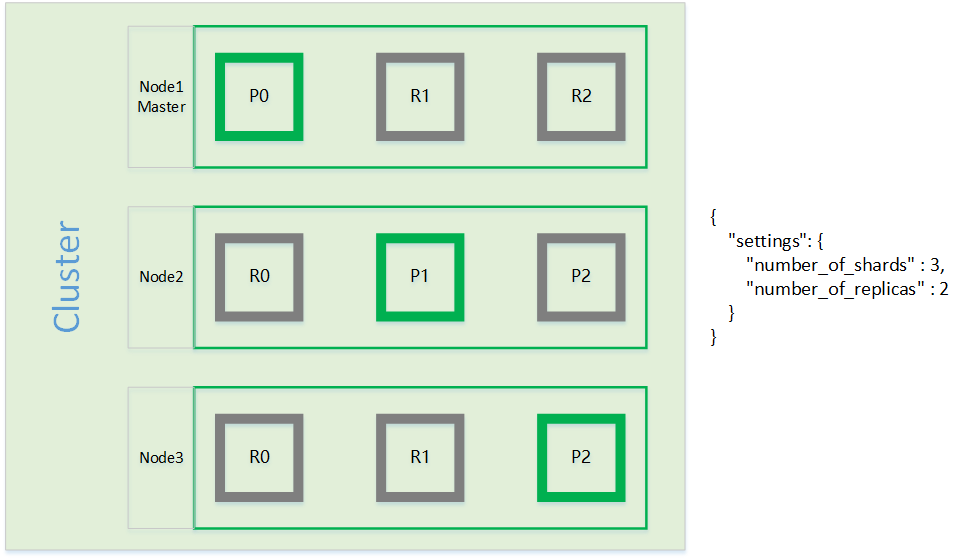 Cluster
Node1
Master
P0
R1
R2
Node2
R0
P1
P2
Node3
R0
R1
P2
{
"settings": {
"number_of_shards" : 3,
"number_of_replicas" : 2
}
}